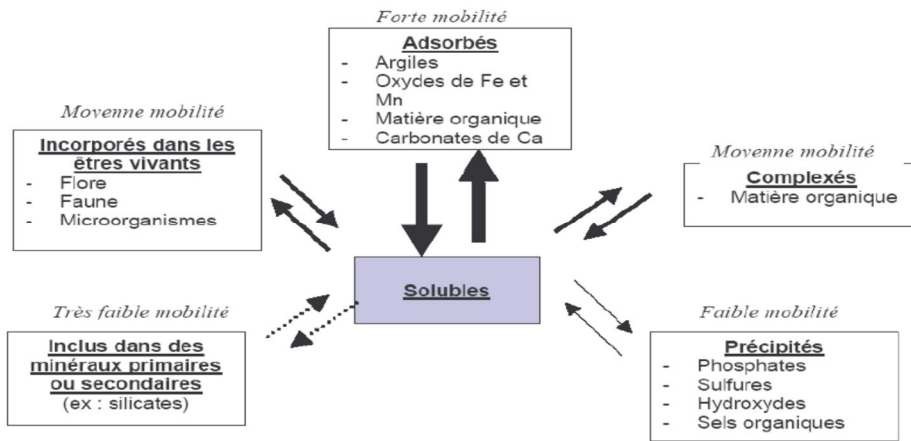 Forte mobilité
Adsorbés
- Argiles
- Oxydes de Fe et
Mn
- Matière organique
- Carbonates de Ca
Moyenne mobilité
Incorporés dans les
êtres vivants
- Flore
- Faune
- Microorganismes
Moyenne mobilité
Complexés
- Matière organique
Solubles
Très faible mobilité
Inclus dans des
minéraux primaires
ou secondaires
(ex : silicates)
Faible mobilité
Précipités
- Phosphates
- Sulfures
- Hydroxydes
- Sels organiques